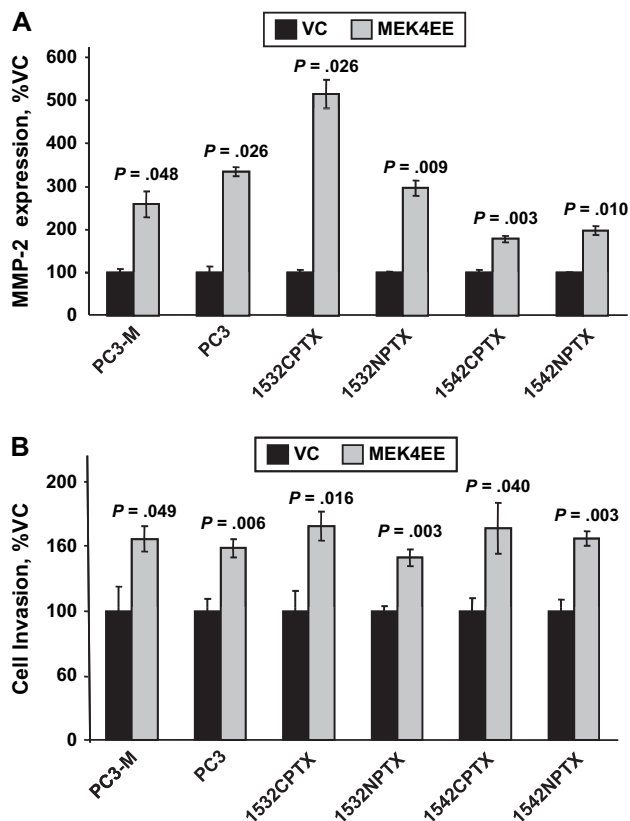 A
VC MEK4EE
MMP-2 expression, %VC
600
500
400
300
200
100
0
P = .048
P = .026
P = .026
P = .009
P = .003
P = .010
PC3-M
PC3
1532CPTX
1532NPTX
1542CPTX
1542NPTX
B
VC MEK4EE
Cell Invasion, %VC
200
160
100
60
0
P = .049
P = .006
P = .016
P = .003
P = .040
P = .003
PC3-M
PC3
1532CPTX
1532NPTX
1542CPTX
1542NPTX